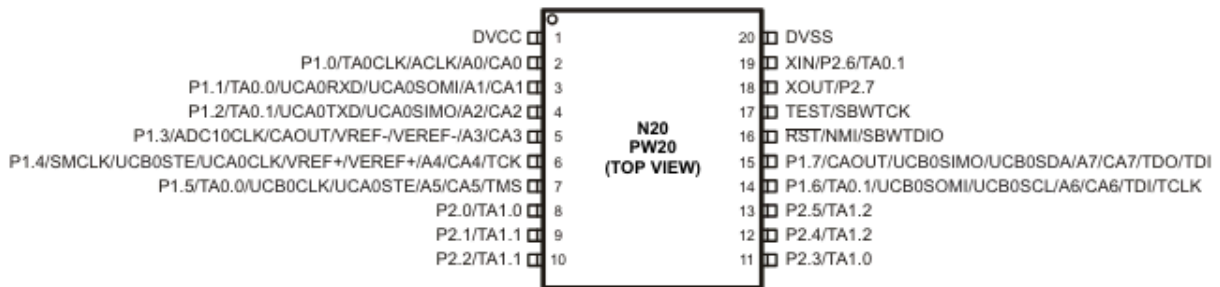 DVCC 1 20 DVSS
P1.0/TA0CLK/ACLK/A0/CA0 2 19 XIN/P2.6/TA0.1
P1.1/TA0.0/UCA0RXD/UCA0SOMI/A1/CA1 3 18 XOUT/P2.7
P1.2/TA0.1/UCA0TXD/UCA0SIMO/A2/CA2 4 17 TEST/SBWTCK
P1.3/ADC10CLK/CAOUT/VREF-/VEREF-/A3/CA3 5 16 RST/NMI/SBWTDIO
P1.4/SMCLK/UCB0STE/UCA0CLK/VREF+/VEREF+/A4/CA4/TCK 6 15 P1.7/CAOUT/UCB0SIMO/UCB0SDA/A7/CA7/TDO/TDI
P1.5/TA0.0/UCB0CLK/UCA0STE/A5/CA5/TMS 7 14 P1.6/TA0.1/UCB0SOMI/UCB0SCL/A6/CA6/TDI/TCLK
P2.0/TA1.0 8 13 P2.5/TA1.2
P2.1/TA1.1 9 12 P2.4/TA1.2
P2.2/TA1.1 10 11 P2.3/TA1.0
N20
PW20
(TOP VIEW)